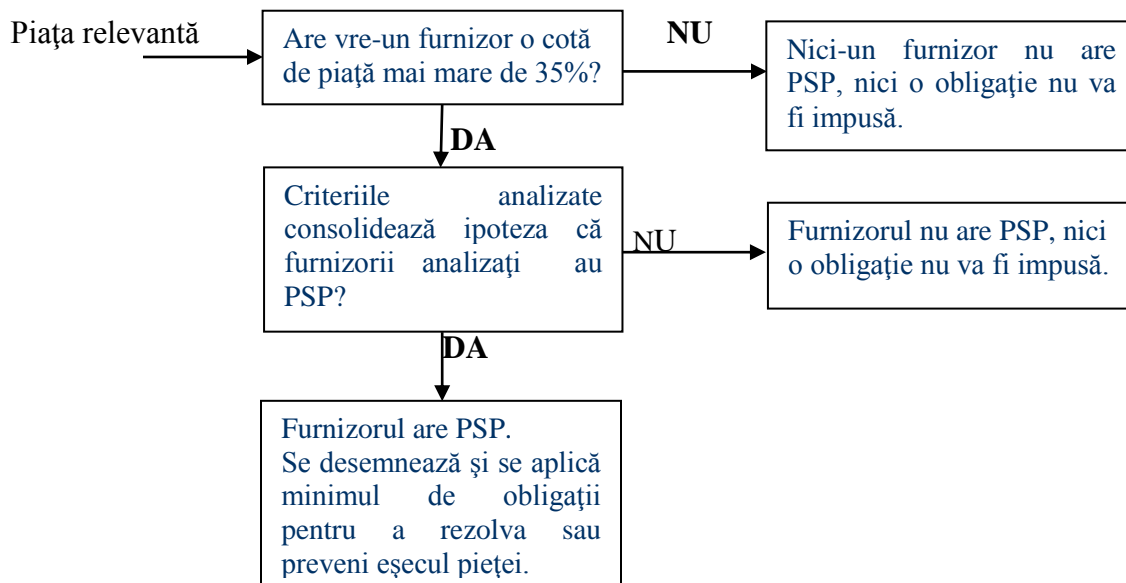 Piaţa relevantă
Are vre-un furnizor o cotă
de piaţă mai mare de 35%?
NU
Nici-un furnizor nu are
PSP, nici o obligaţie nu va
fi impusă.
DA
Criteriile analizate
consolidează ipoteza că
furnizorii analizaţi au
PSP?
NU
Furnizorul nu are PSP, nici
o obligaţie nu va fi impusă.
DA
Furnizorul are PSP.
Se desemnează şi se aplică
minimul de obligaţii
pentru a rezolva sau
preveni eşecul pieţei.